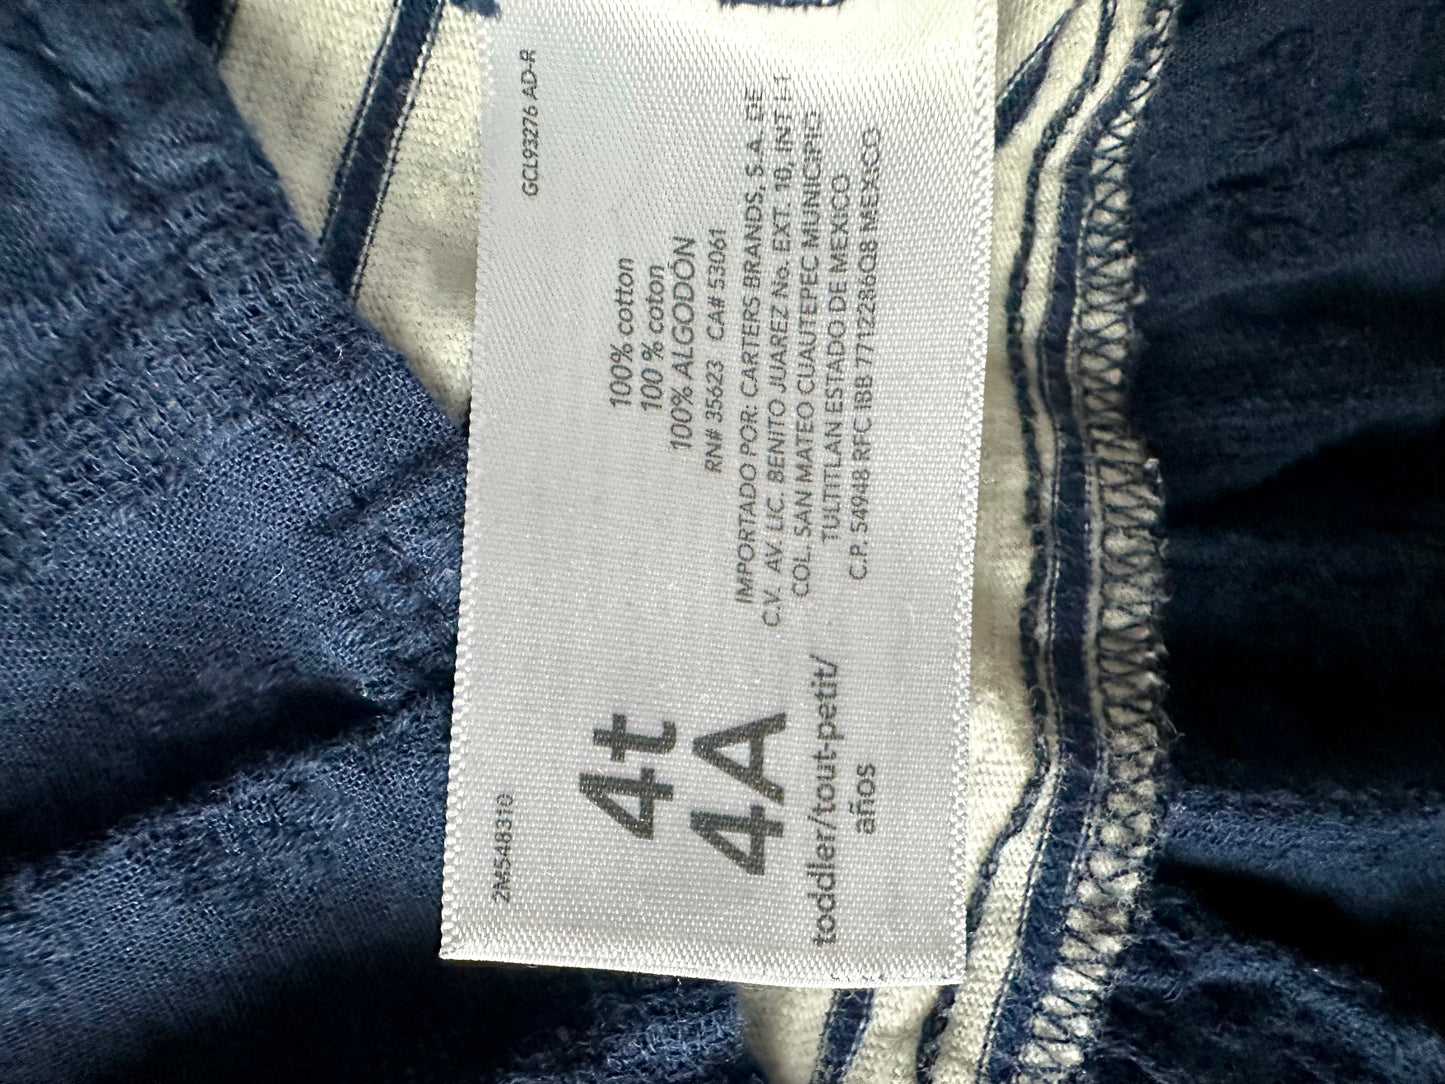 GCL93276 AD-R
100% cotton
100 % coton
100% ALGODÓN
RN# 35623 CA# 53061
IMPORTADO POR: CARTERS BRANDS, S.A. DE
C.V. AV. LIC. BENITO JUAREZ No. EXT. 10, INT I-1
COL. SAN MATEO CUAUTEPEC MUNICIPIO
TULTITLAN ESTADO DE MEXICO
C.P. 54948 RFC IBB 77112286Q8 MEXICO
2M548310
4t
4A
toddler/tout-petit/
años